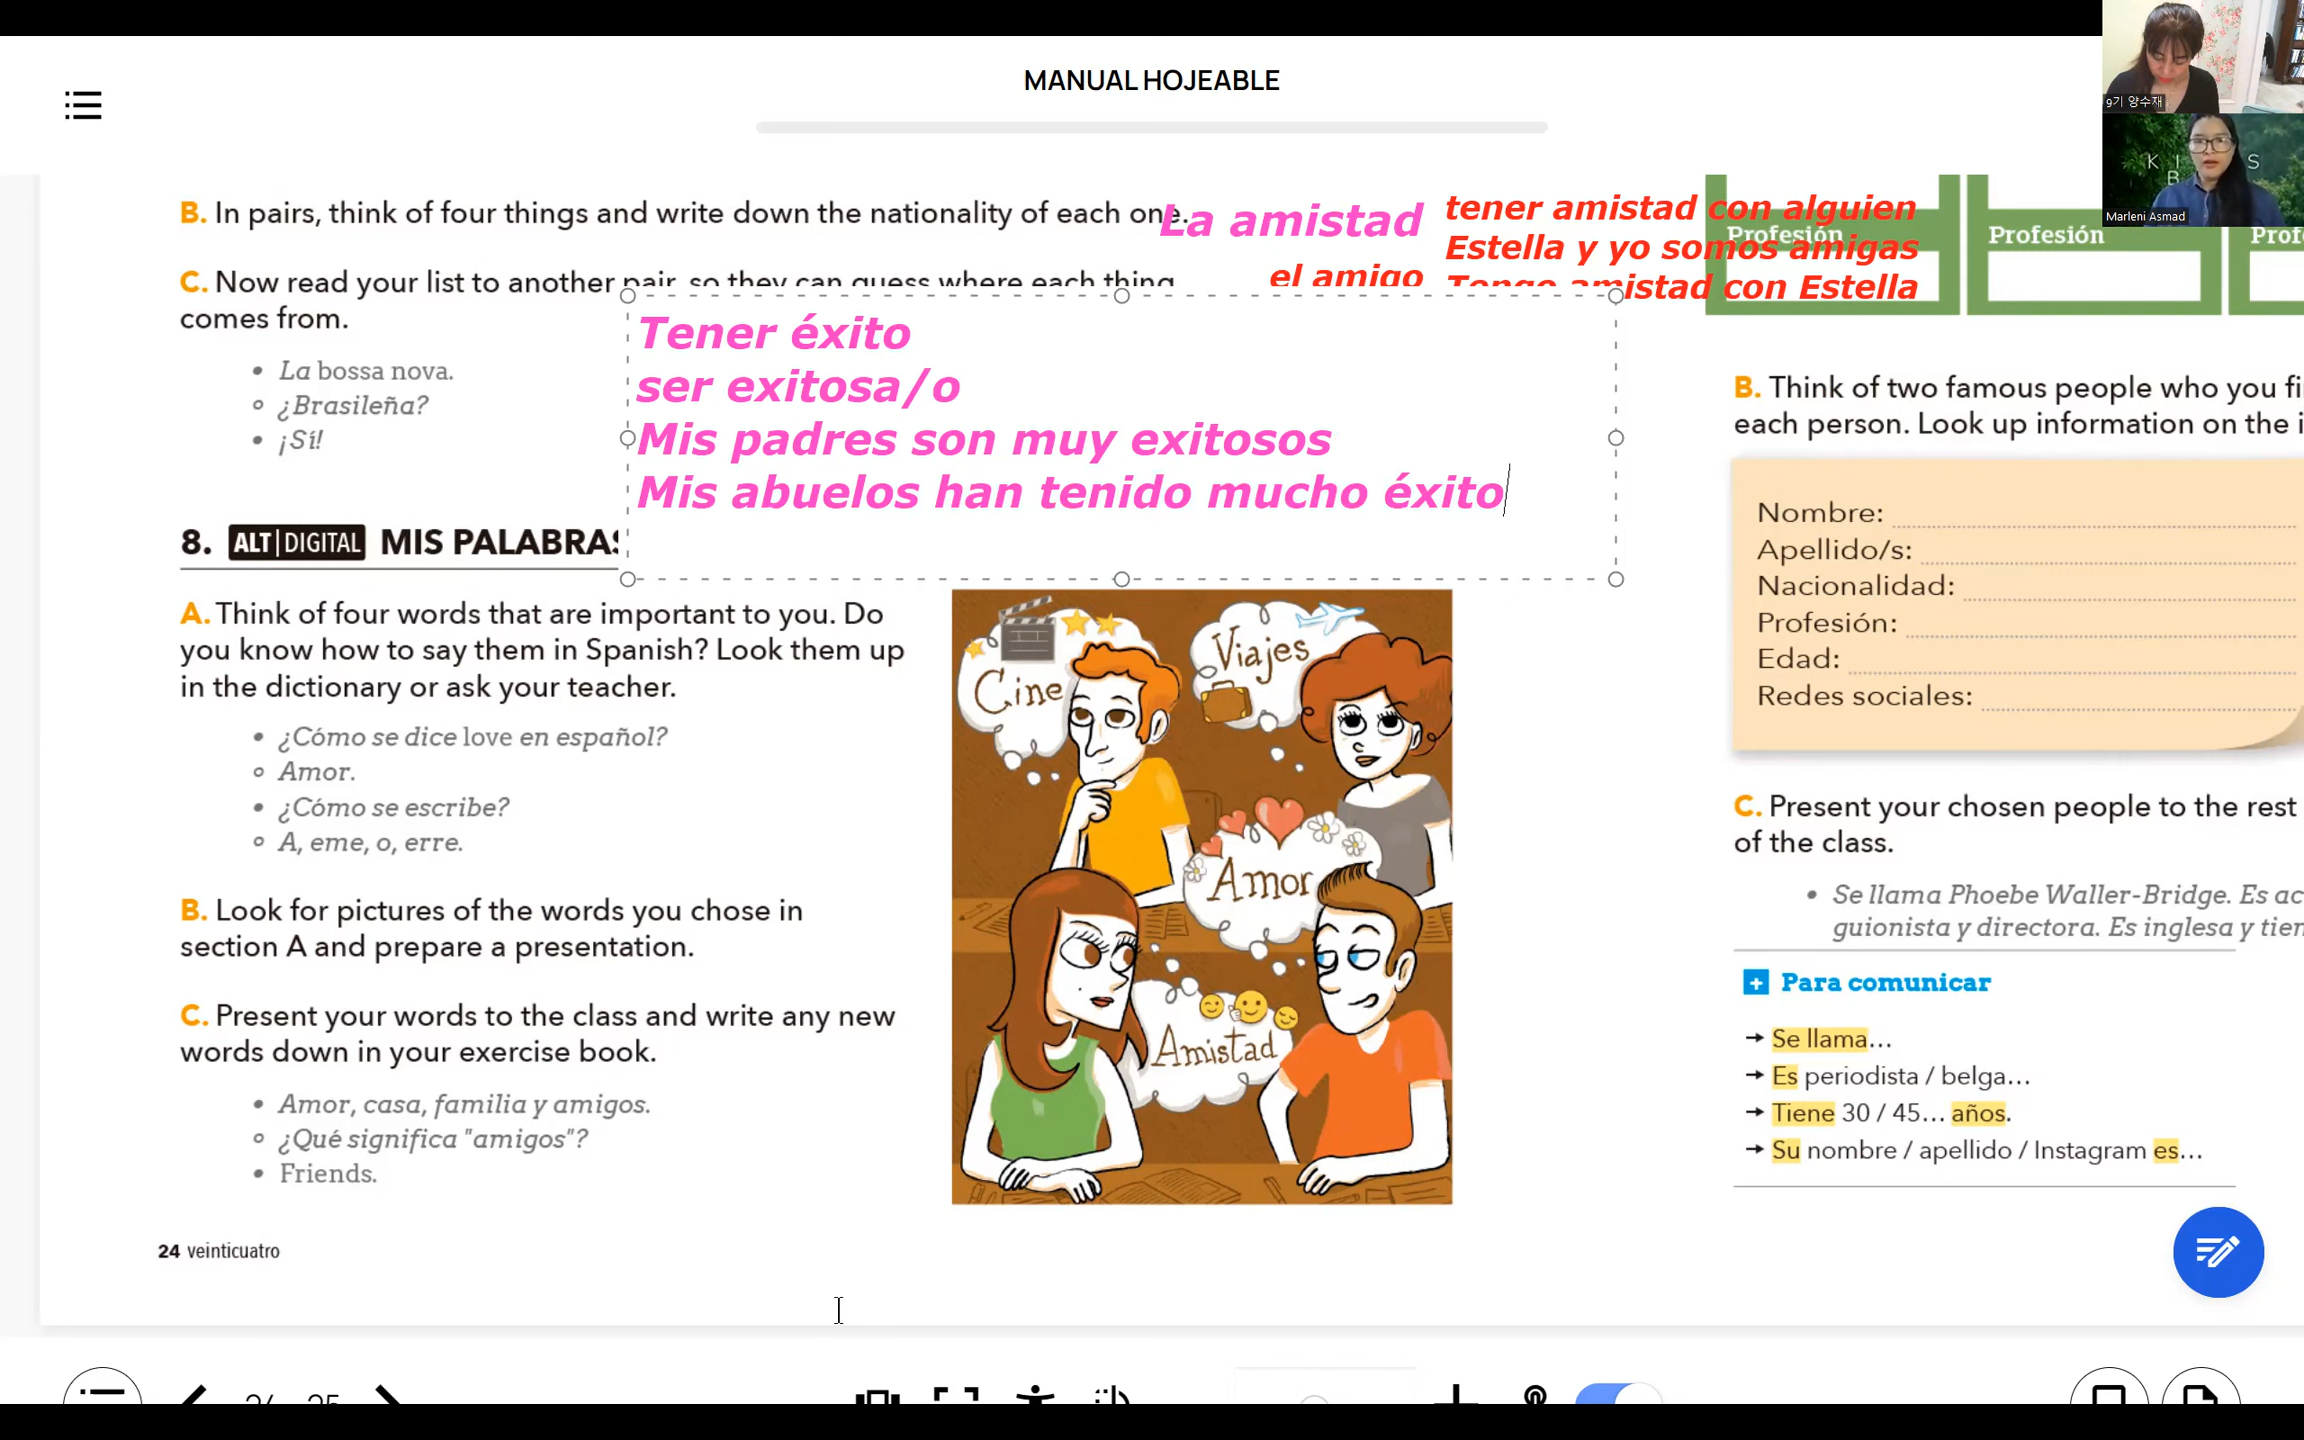 MANUAL HOJEABLE
9기 양수재
K I S
B
Marleni Asmad
B. In pairs, think of four things and write down the nationality of each one.
La amistad
tener amistad con alguien
Estella y yo somos amigas
Tengo amistad con Estella
el amigo
Profesión
Profesión
Prof
C. Now read your list to another pair, so they can guess where each thing
comes from.
• La bossa nova.
○ ¿Brasileña?
• ¡Sí!
Tener éxito
ser exitosa/o
Mis padres son muy exitosos
Mis abuelos han tenido mucho éxito
8. ALT|DIGITAL MIS PALABRAS
A. Think of four words that are important to you. Do
you know how to say them in Spanish? Look them up
in the dictionary or ask your teacher.
• ¿Cómo se dice love en español?
○ Amor.
• ¿Cómo se escribe?
○ A, eme, o, erre.
B. Look for pictures of the words you chose in
section A and prepare a presentation.
C. Present your words to the class and write any new
words down in your exercise book.
• Amor, casa, familia y amigos.
○ ¿Qué significa "amigos"?
• Friends.
24 veinticuatro
Cine
Viajes
Amor
Amistad
B. Think of two famous people who you fi
each person. Look up information on the i
Nombre:
Apellido/s:
Nacionalidad:
Profesión:
Edad:
Redes sociales:
C. Present your chosen people to the rest
of the class.
• Se llama Phoebe Waller-Bridge. Es ac
guionista y directora. Es inglesa y tien
+ Para comunicar
→ Se llama...
→ Es periodista / belga...
→ Tiene 30 / 45... años.
→ Su nombre / apellido / Instagram es...